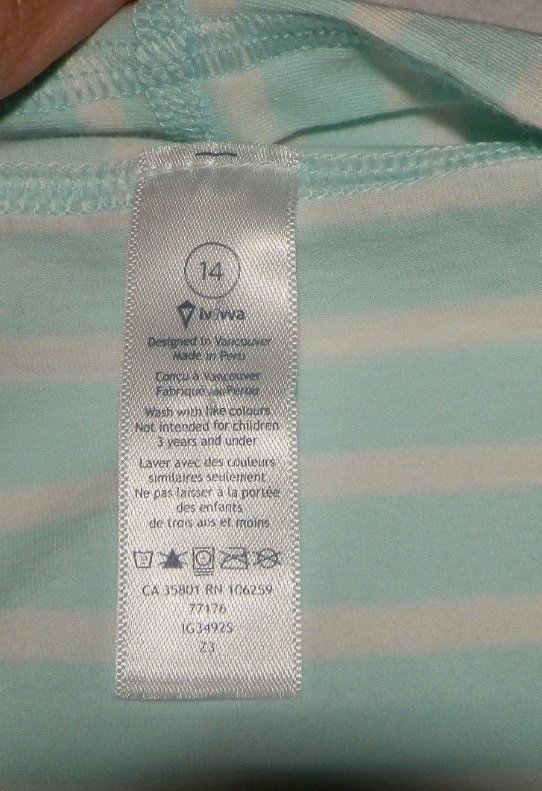 14
ivivva
Designed in Vancouver
Made in Peru
Conçu à Vancouver
Fabriqué au Pérou
Wash with like colours
Not intended for children
3 years and under
Laver avec des couleurs
similaires seulement
Ne pas laisser à la portée
des enfants
de trois ans et moins
CA 35801 RN 106259
77176
IG3492S
Z3